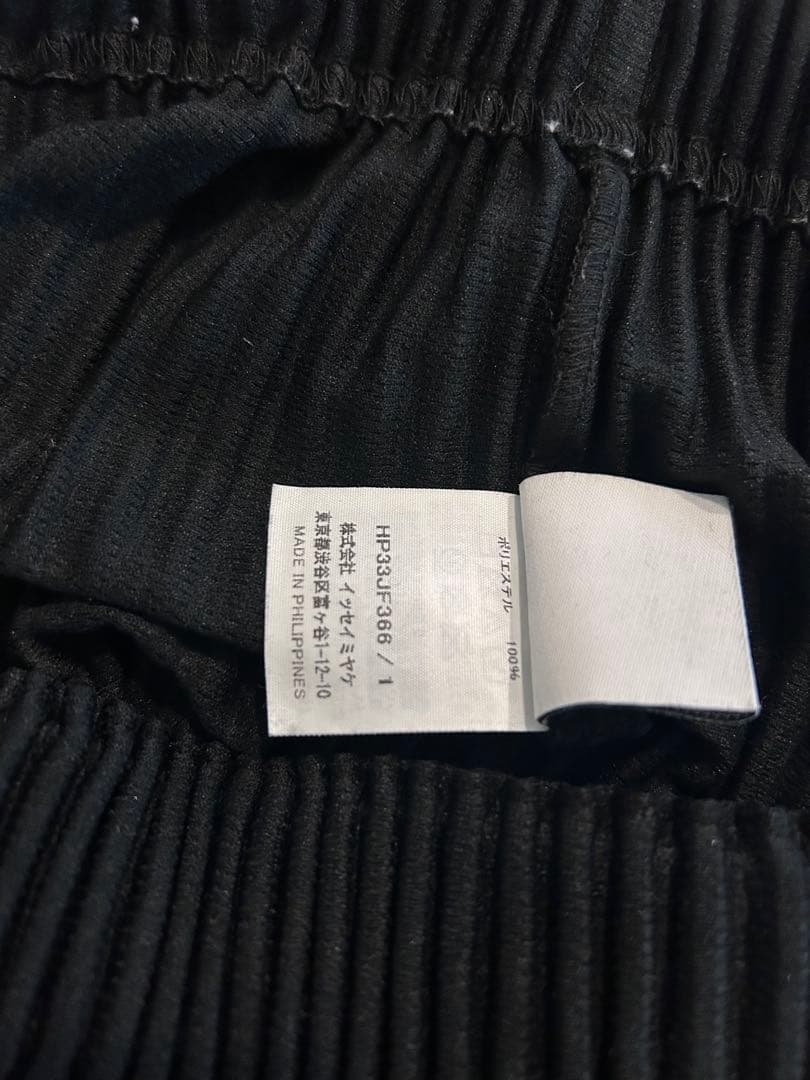 ポリエステル 100%
HP33JF366 / 1
株式会社 イッセイミヤケ
東京都渋谷区富ヶ谷1-12-10
MADE IN PHILIPPINES